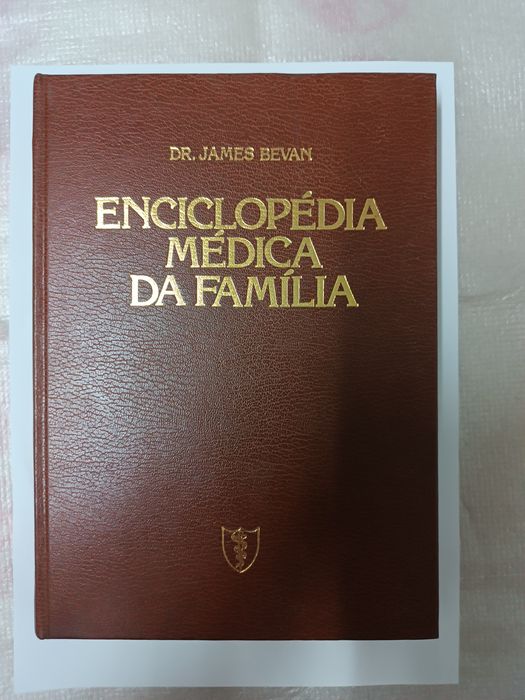 DR. JAMES BEVAN
ENCICLOPÉDIA
MÉDICA
DA FAMÍLIA